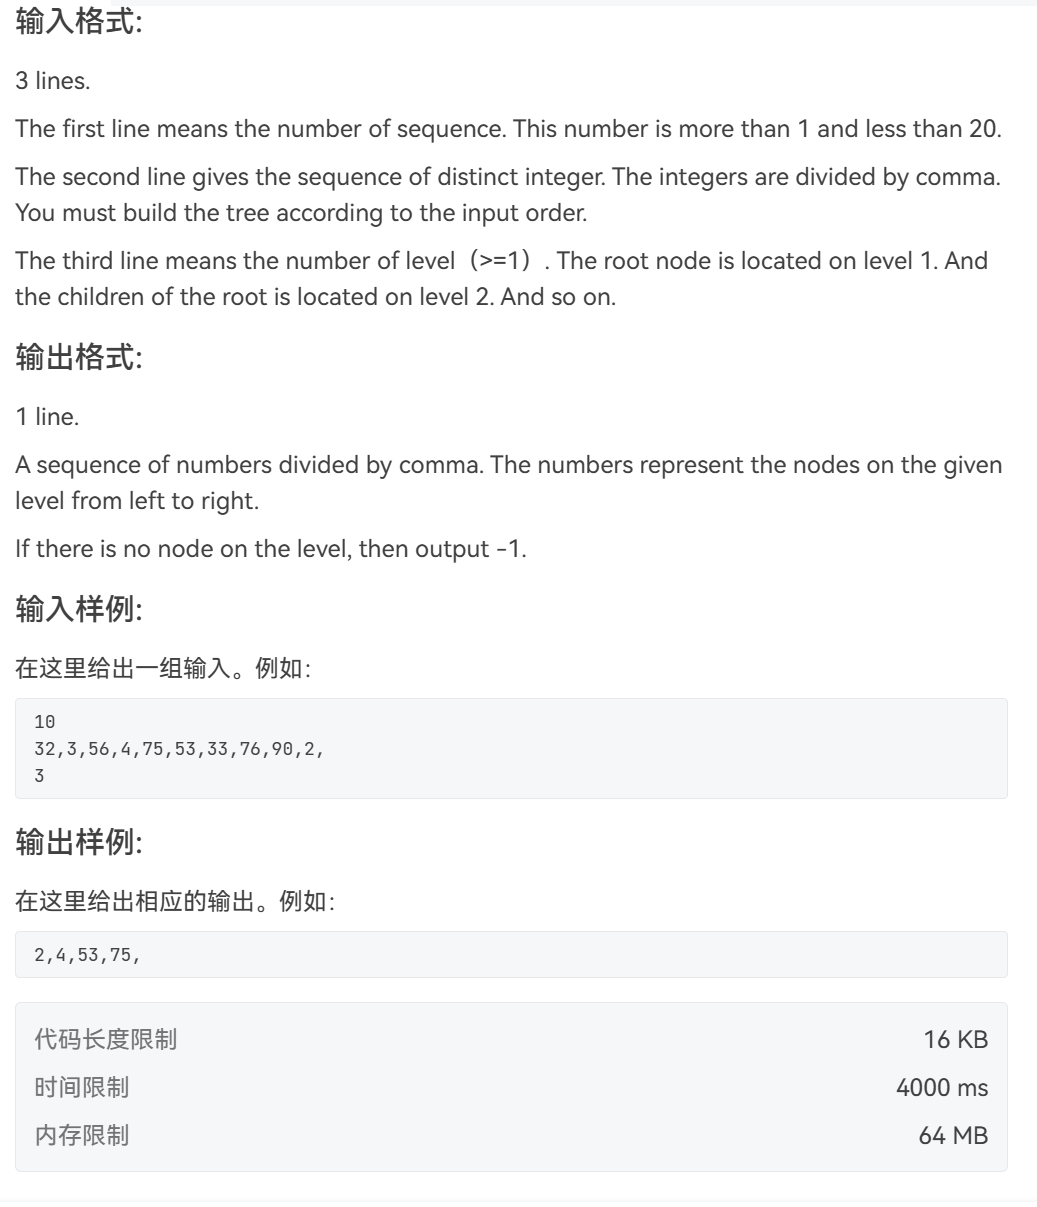 输入格式:
3 lines.
The first line means the number of sequence. This number is more than 1 and less than 20.
The second line gives the sequence of distinct integer. The integers are divided by comma.
You must build the tree according to the input order.
The third line means the number of level（>=1）. The root node is located on level 1. And
the children of the root is located on level 2. And so on.
输出格式:
1 line.
A sequence of numbers divided by comma. The numbers represent the nodes on the given
level from left to right.
If there is no node on the level, then output -1.
输入样例:
在这里给出一组输入。例如：
10
32,3,56,4,75,53,33,76,90,2,
3
输出样例:
在这里给出相应的输出。例如：
2,4,53,75,
代码长度限制 16 KB
时间限制 4000 ms
内存限制 64 MB